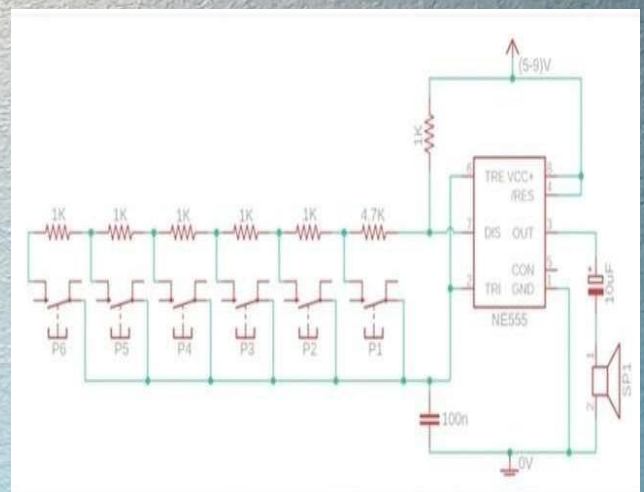 (5-9)V
1K
6
TRE VCC+
8
/RES
4
1K
1K
1K
1K
1K
4.7K
7
DIS OUT
3
CON
5
2
TRI GND
1
NE555
+
10uF
P6
P5
P4
P3
P2
P1
1
2
SP1
100n
0V